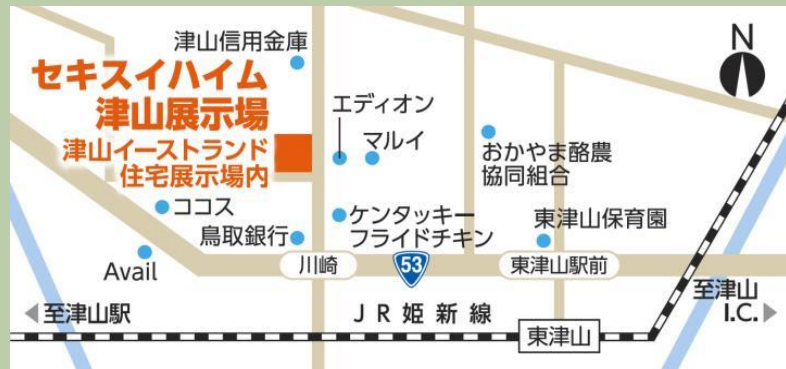 津山信用金庫
N
セキスイハイム
津山展示場
津山イーストランド
住宅展示場内
エディオン
マルイ
おかやま酪農
協同組合
ココス
鳥取銀行
ケンタッキー
フライドチキン
東津山保育園
Avail
川崎
53
東津山駅前
至津山
I.C.
至津山駅
JR姫新線
東津山